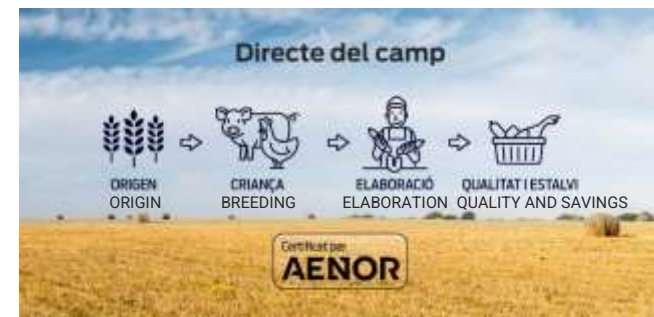 Directe del camp
ORIGEN CRIANÇA ELABORACIÓ QUALITAT I ESTALVI
ORIGIN BREEDING ELABORATION QUALITY AND SAVINGS
Certificat per
AENOR